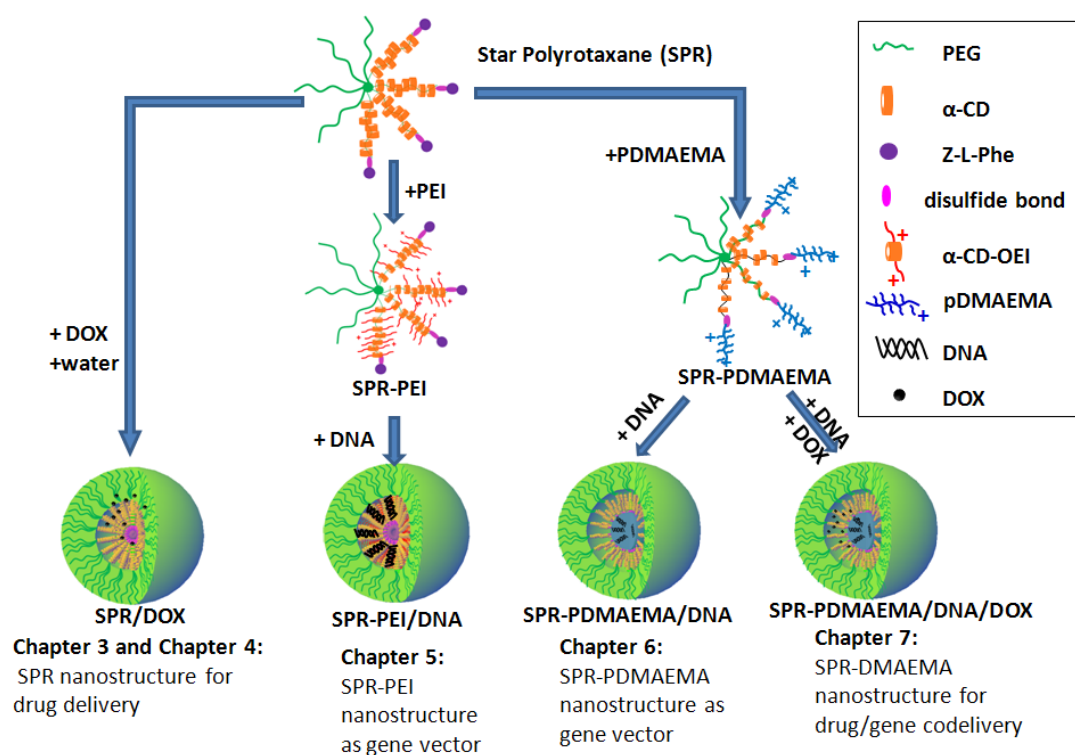 Star Polyrotaxane (SPR)
+PEI
+PDMAEMA
+ DOX
+water
SPR-PEI
SPR-PDMAEMA
+ DNA
+ DNA
+ DNA
+ DOX
SPR/DOX
SPR-PEI/DNA
SPR-PDMAEMA/DNA
SPR-PDMAEMA/DNA/DOX
Chapter 3 and Chapter 4:
SPR nanostructure for
drug delivery
Chapter 5:
SPR-PEI
nanostructure
as gene vector
Chapter 6:
SPR-PDMAEMA
nanostructure as
gene vector
Chapter 7:
SPR-DMAEMA
nanostructure for
drug/gene codelivery
PEG
α-CD
Z-L-Phe
disulfide bond
α-CD-OEI
pDMAEMA
DNA
DOX